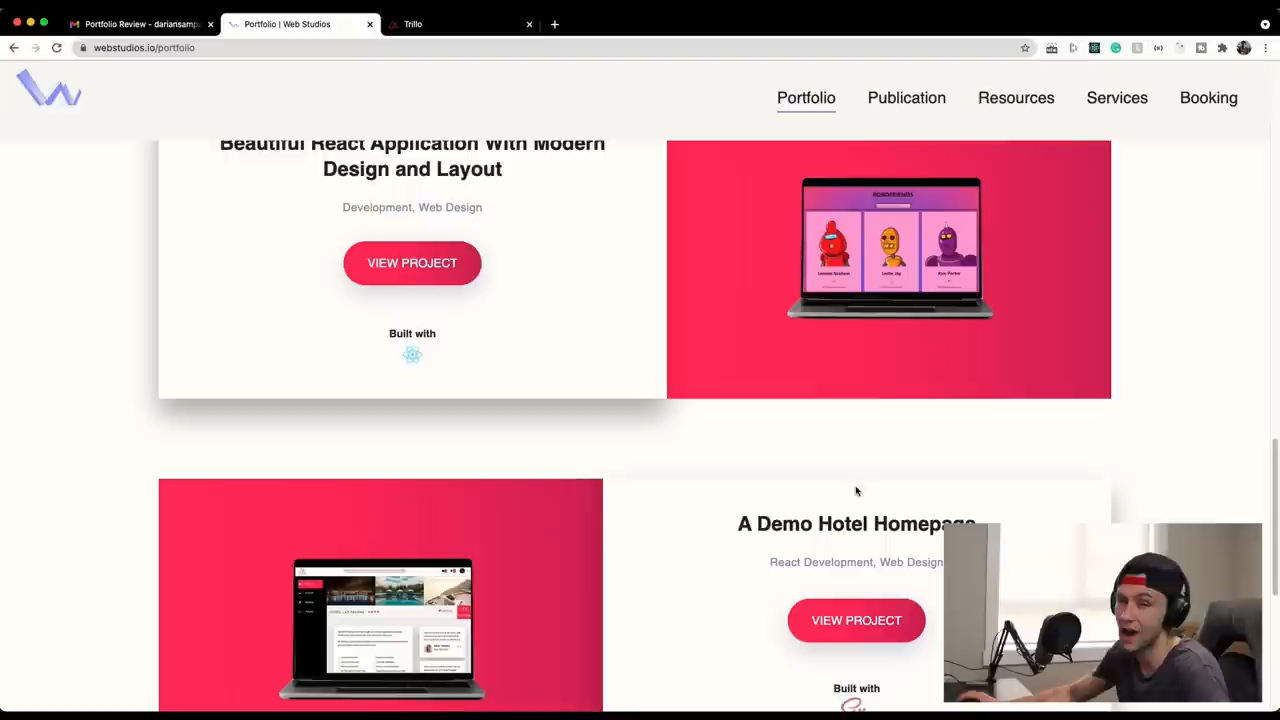 Portfolio Review - dariansamp
Portfolio | Web Studios
Trillo
webstudios.io/portfolio
Portfolio
Publication
Resources
Services
Booking
Beautiful React Application With Modern
Design and Layout
Development, Web Design
VIEW PROJECT
Built with
ROBOFRIENDS
A Demo Hotel Homepage
React Development, Web Design
VIEW PROJECT
Built with